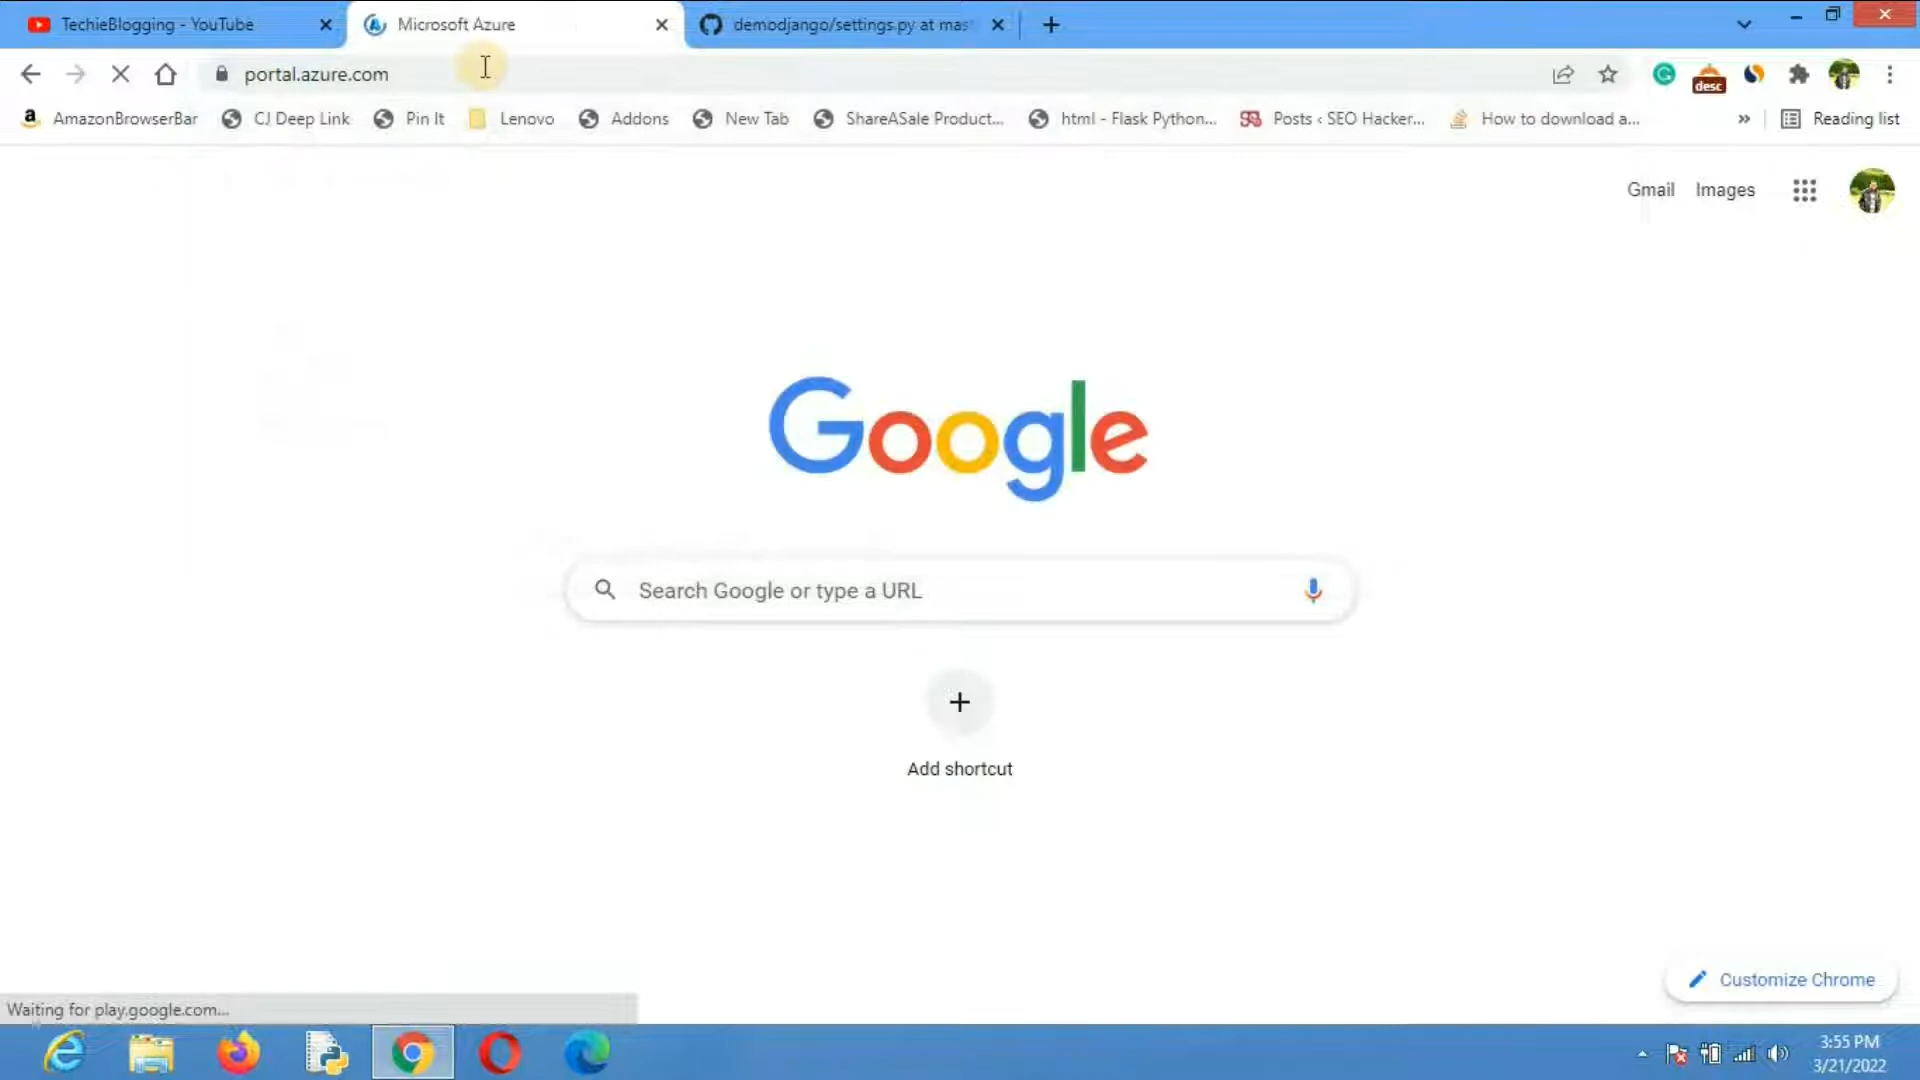 TechieBlogging - YouTube
Microsoft Azure
demodjango/settings.py at mas
portal.azure.com
desc
a AmazonBrowserBar
CJ Deep Link
Pin It
Lenovo
Addons
New Tab
ShareASale Product...
html - Flask Python...
Posts ‹ SEO Hacker...
How to download a...
»
Reading list
Gmail
Images
Google
Search Google or type a URL
Add shortcut
Customize Chrome
Waiting for play.google.com...
3:55 PM
3/21/2022